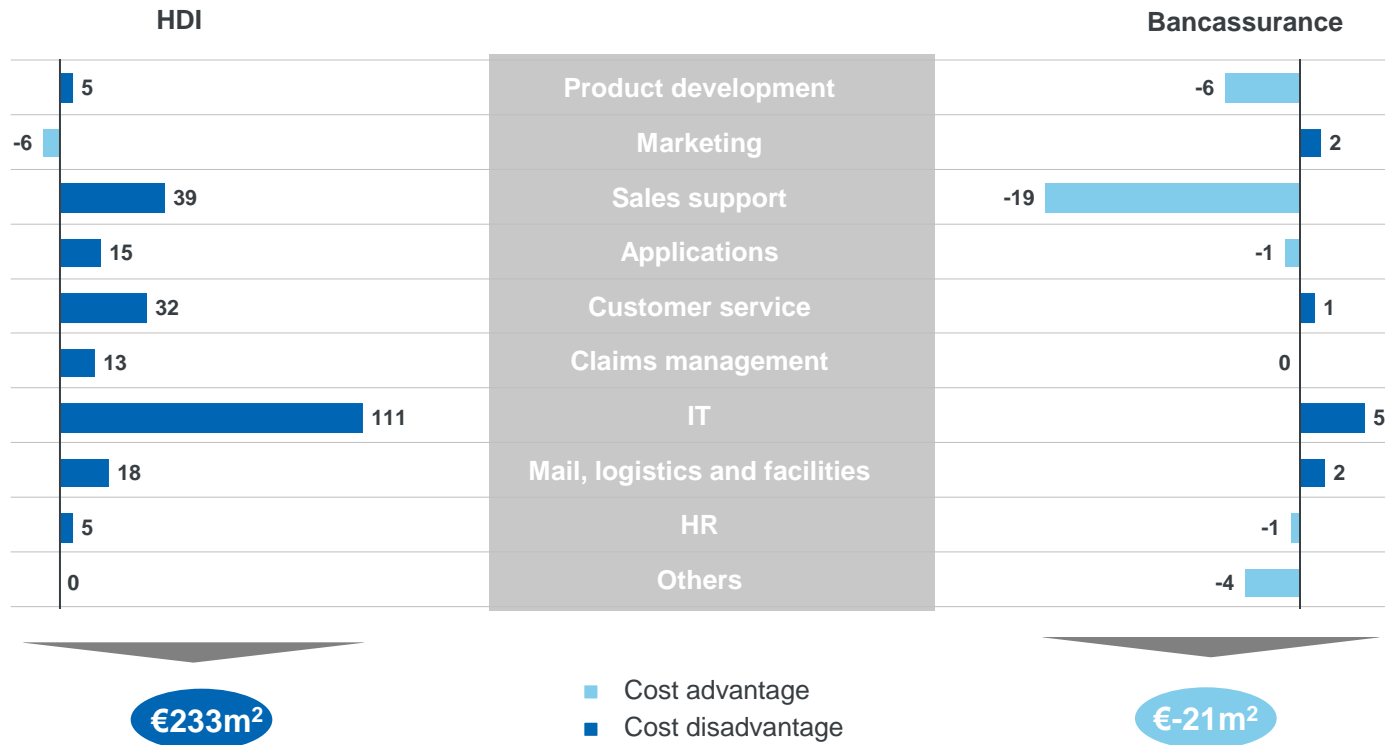 HDI
Bancassurance
5 Product development -6
-6 Marketing 2
39 Sales support -19
15 Applications -1
32 Customer service 1
13 Claims management 0
111 IT 5
18 Mail, logistics and facilities 2
5 HR -1
0 Others -4
Cost advantage
Cost disadvantage
€233m²
€-21m²